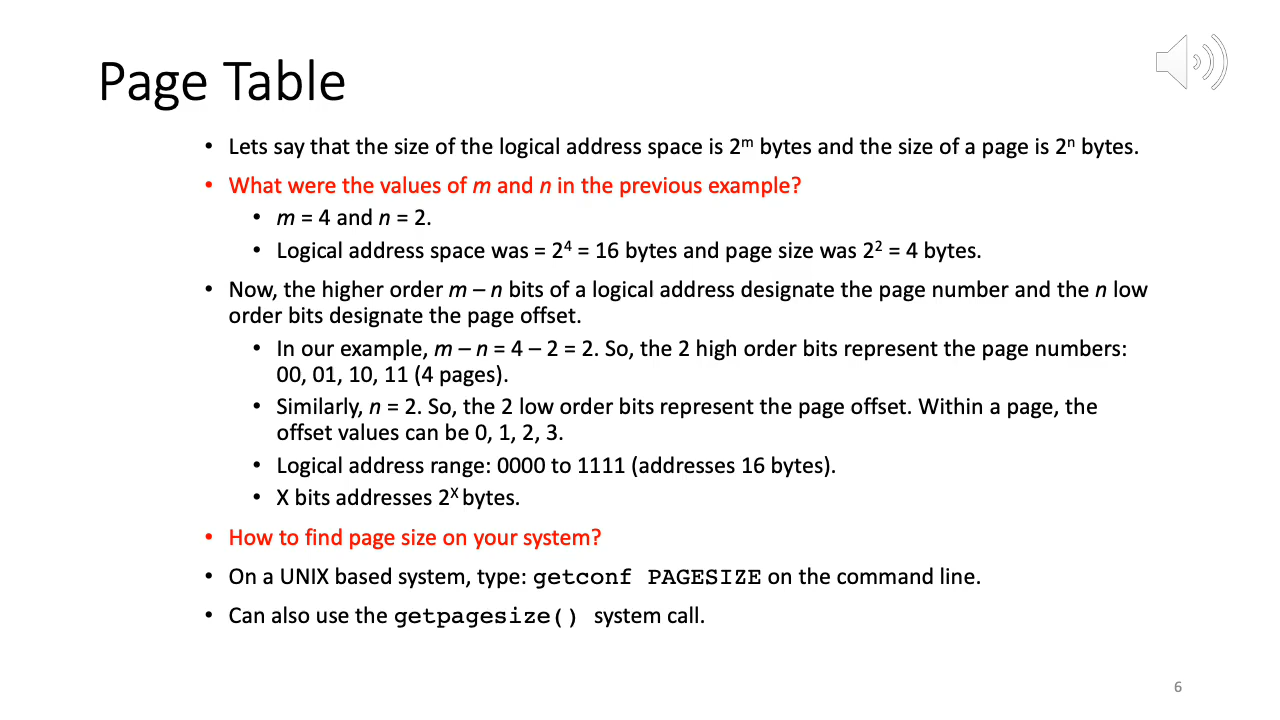 Page Table
• Lets say that the size of the logical address space is 2ᵐ bytes and the size of a page is 2ⁿ bytes.
• What were the values of m and n in the previous example?
• m = 4 and n = 2.
• Logical address space was = 2⁴ = 16 bytes and page size was 2² = 4 bytes.
• Now, the higher order m – n bits of a logical address designate the page number and the n low
order bits designate the page offset.
• In our example, m – n = 4 – 2 = 2. So, the 2 high order bits represent the page numbers:
00, 01, 10, 11 (4 pages).
• Similarly, n = 2. So, the 2 low order bits represent the page offset. Within a page, the
offset values can be 0, 1, 2, 3.
• Logical address range: 0000 to 1111 (addresses 16 bytes).
• X bits addresses 2ˣ bytes.
• How to find page size on your system?
• On a UNIX based system, type: getconf PAGESIZE on the command line.
• Can also use the getpagesize() system call.
6